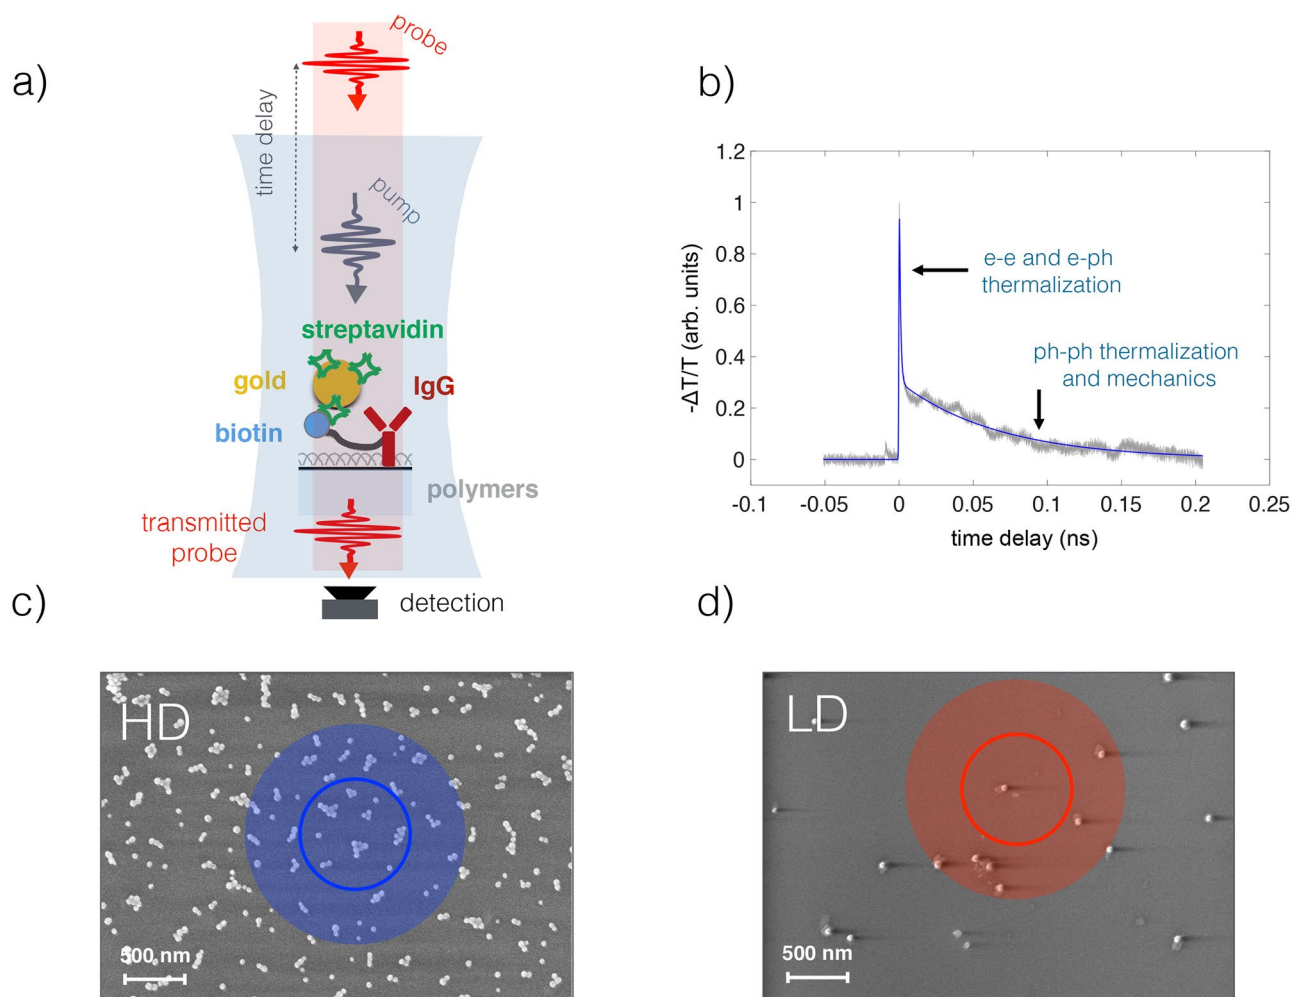 a)
probe
time delay
pump
streptavidin
gold
IgG
biotin
polymers
transmitted
probe
detection
b)
1.2
1
0.8
0.6
0.4
0.2
0
-ΔT/T (arb. units)
e-e and e-ph
thermalization
ph-ph thermalization
and mechanics
-0.1
-0.05
0
0.05
0.1
0.15
0.2
0.25
time delay (ns)
c)
HD
500 nm
d)
LD
500 nm